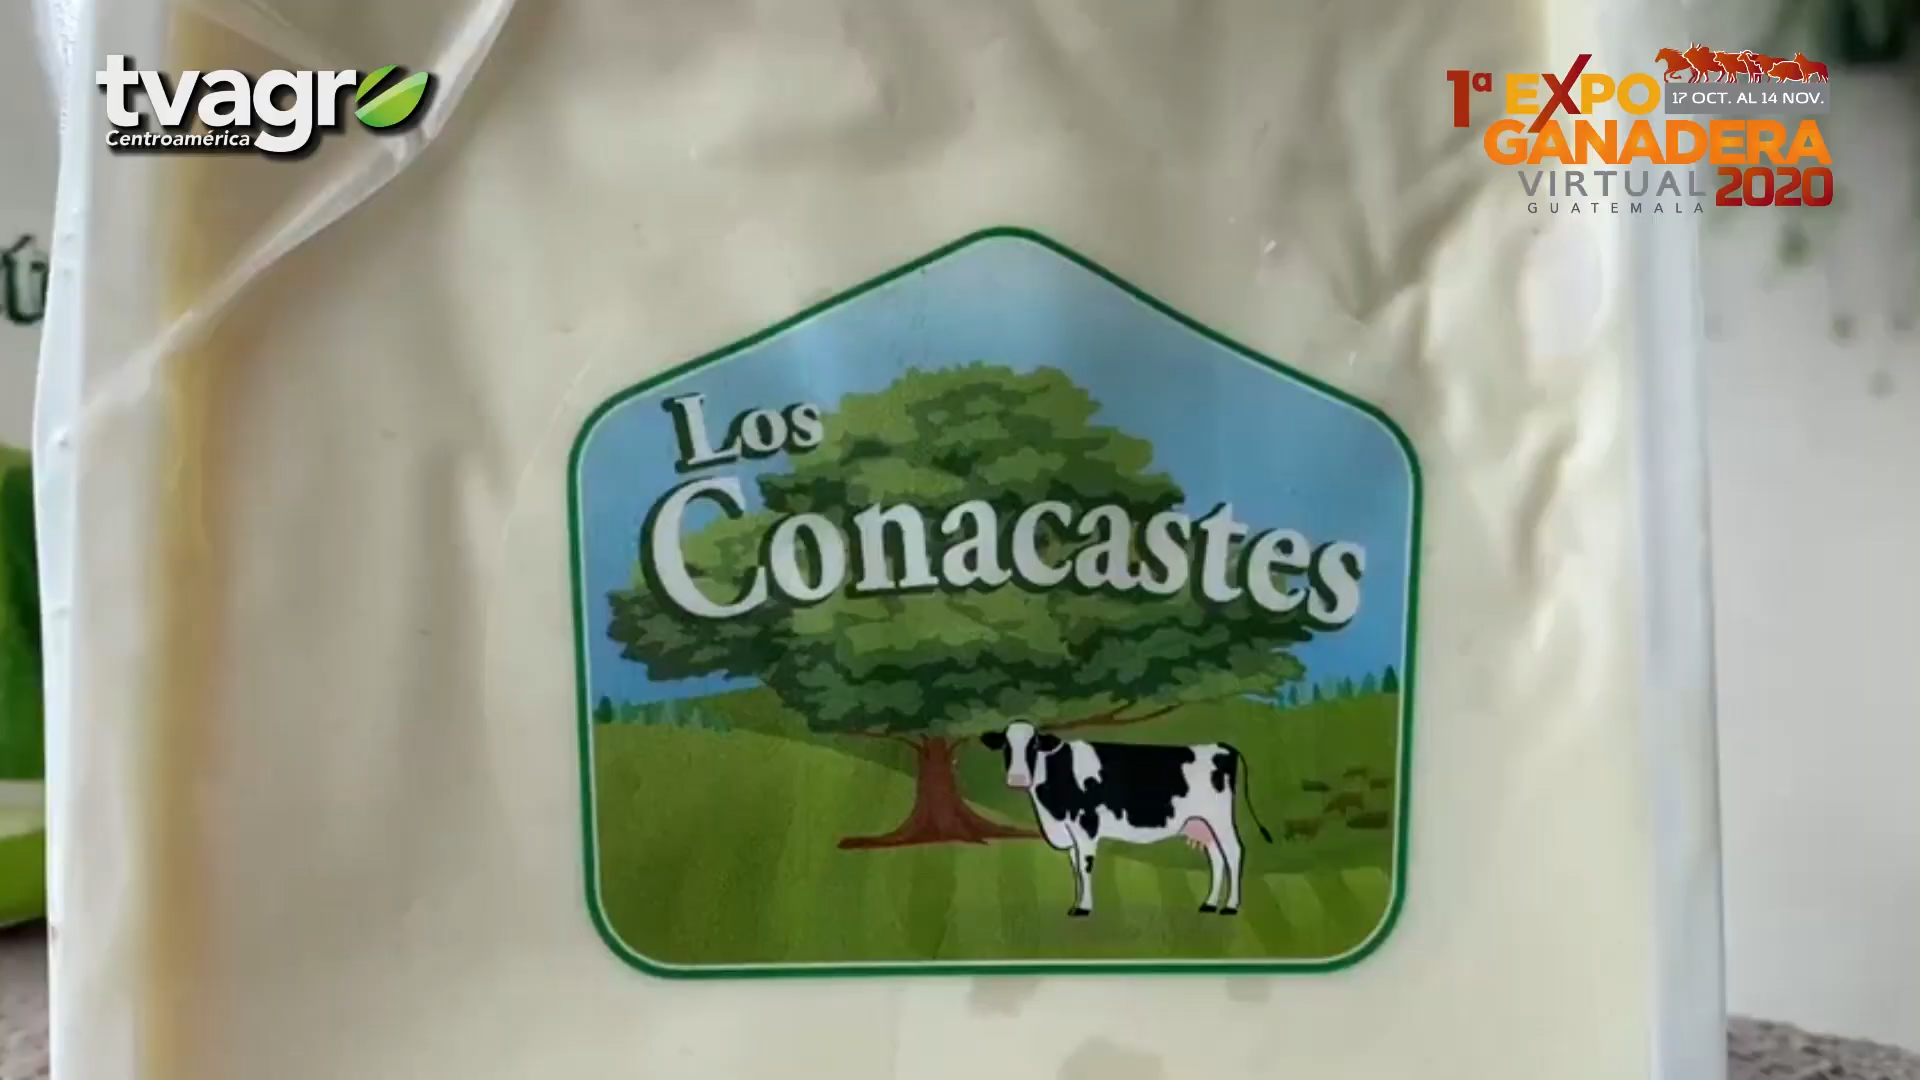 tvagro
Centroamérica
1ª EXPO
17 OCT. AL 14 NOV.
GANADERA
VIRTUAL 2020
GUATEMALA
Los
Conacastes